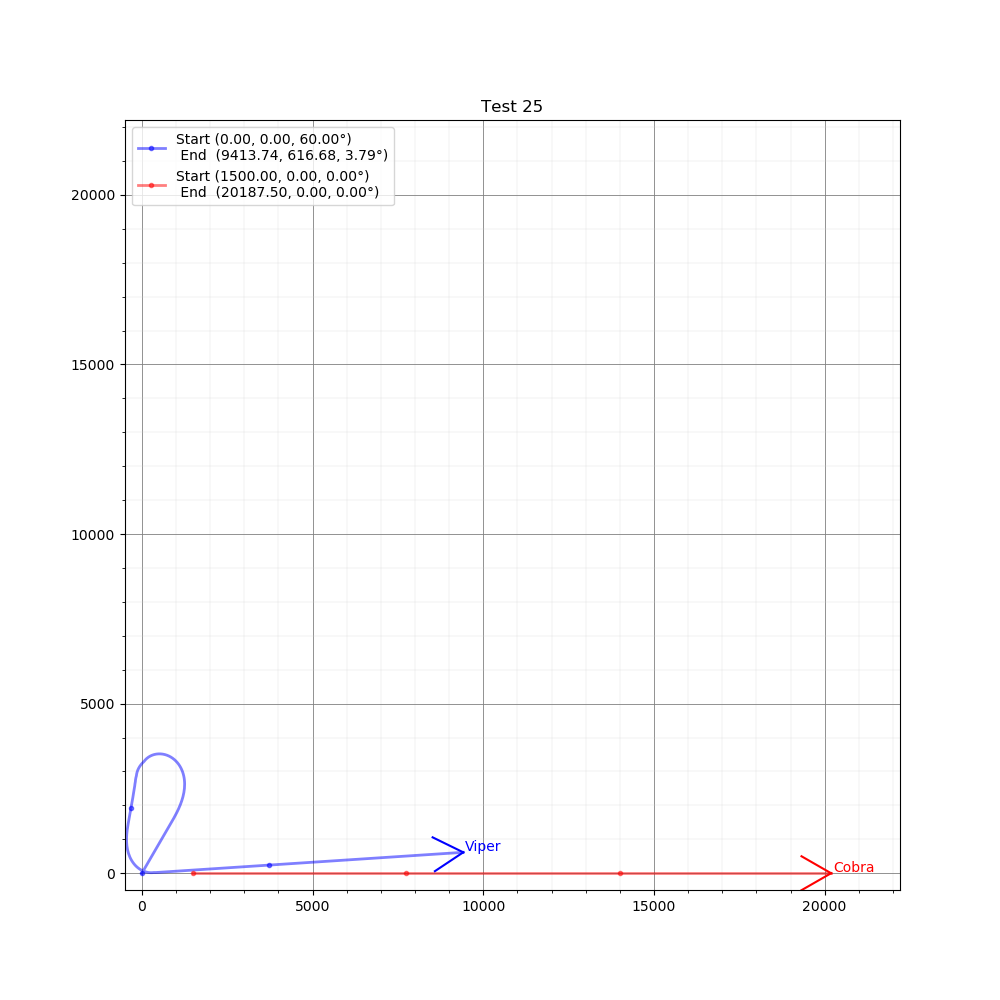 Test 25
Start (0.00, 0.00, 60.00°)
End (9413.74, 616.68, 3.79°)
Start (1500.00, 0.00, 0.00°)
End (20187.50, 0.00, 0.00°)
20000
15000
10000
5000
0
Viper
Cobra
0
5000
10000
15000
20000